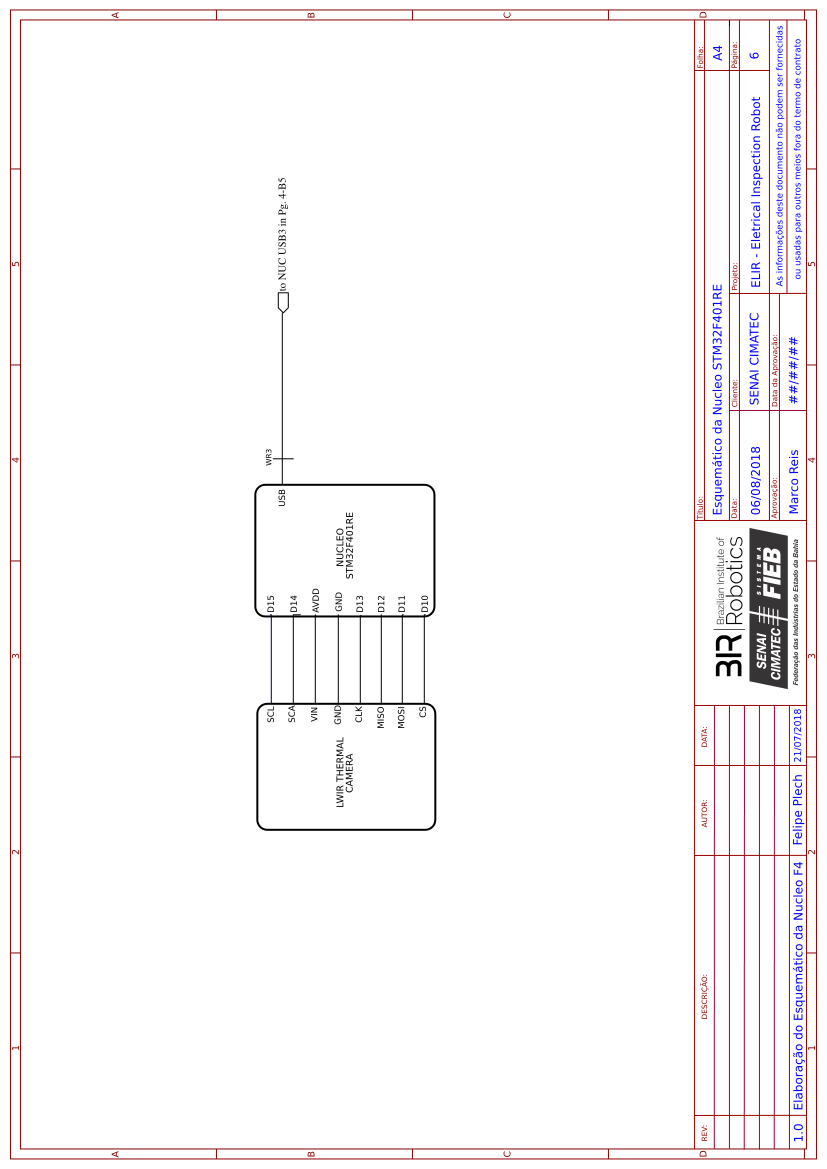 1
2
3
4
5
A
B
C
D
LWIR THERMAL
CAMERA
SCL
SCA
VIN
GND
CLK
MISO
MOSI
CS
D15
D14
AVDD
GND
D13
D12
D11
D10
NUCLEO
STM32F401RE
USB
WR3
to NUC USB3 in Pg. 4-B5
A
B
C
D
REV:
DESCRIÇÃO:
AUTOR:
DATA:
1.0
Elaboração do Esquemático da Nucleo F4
Felipe Plech
21/07/2018
BIR
Brazilian Institute of
Robotics
SENAI
CIMATEC
SISTEMA
FIEB
Federação das Indústrias do Estado da Bahia
Título:
Esquemático da Nucleo STM32F401RE
Folha:
A4
Data:
06/08/2018
Cliente:
SENAI CIMATEC
Projeto:
ELIR - Eletrical Inspection Robot
Página:
6
Aprovação:
Marco Reis
Data da Aprovação:
##/##/##
As informações deste documento não podem ser fornecidas
ou usadas para outros meios fora do termo de contrato
1
2
3
4
5